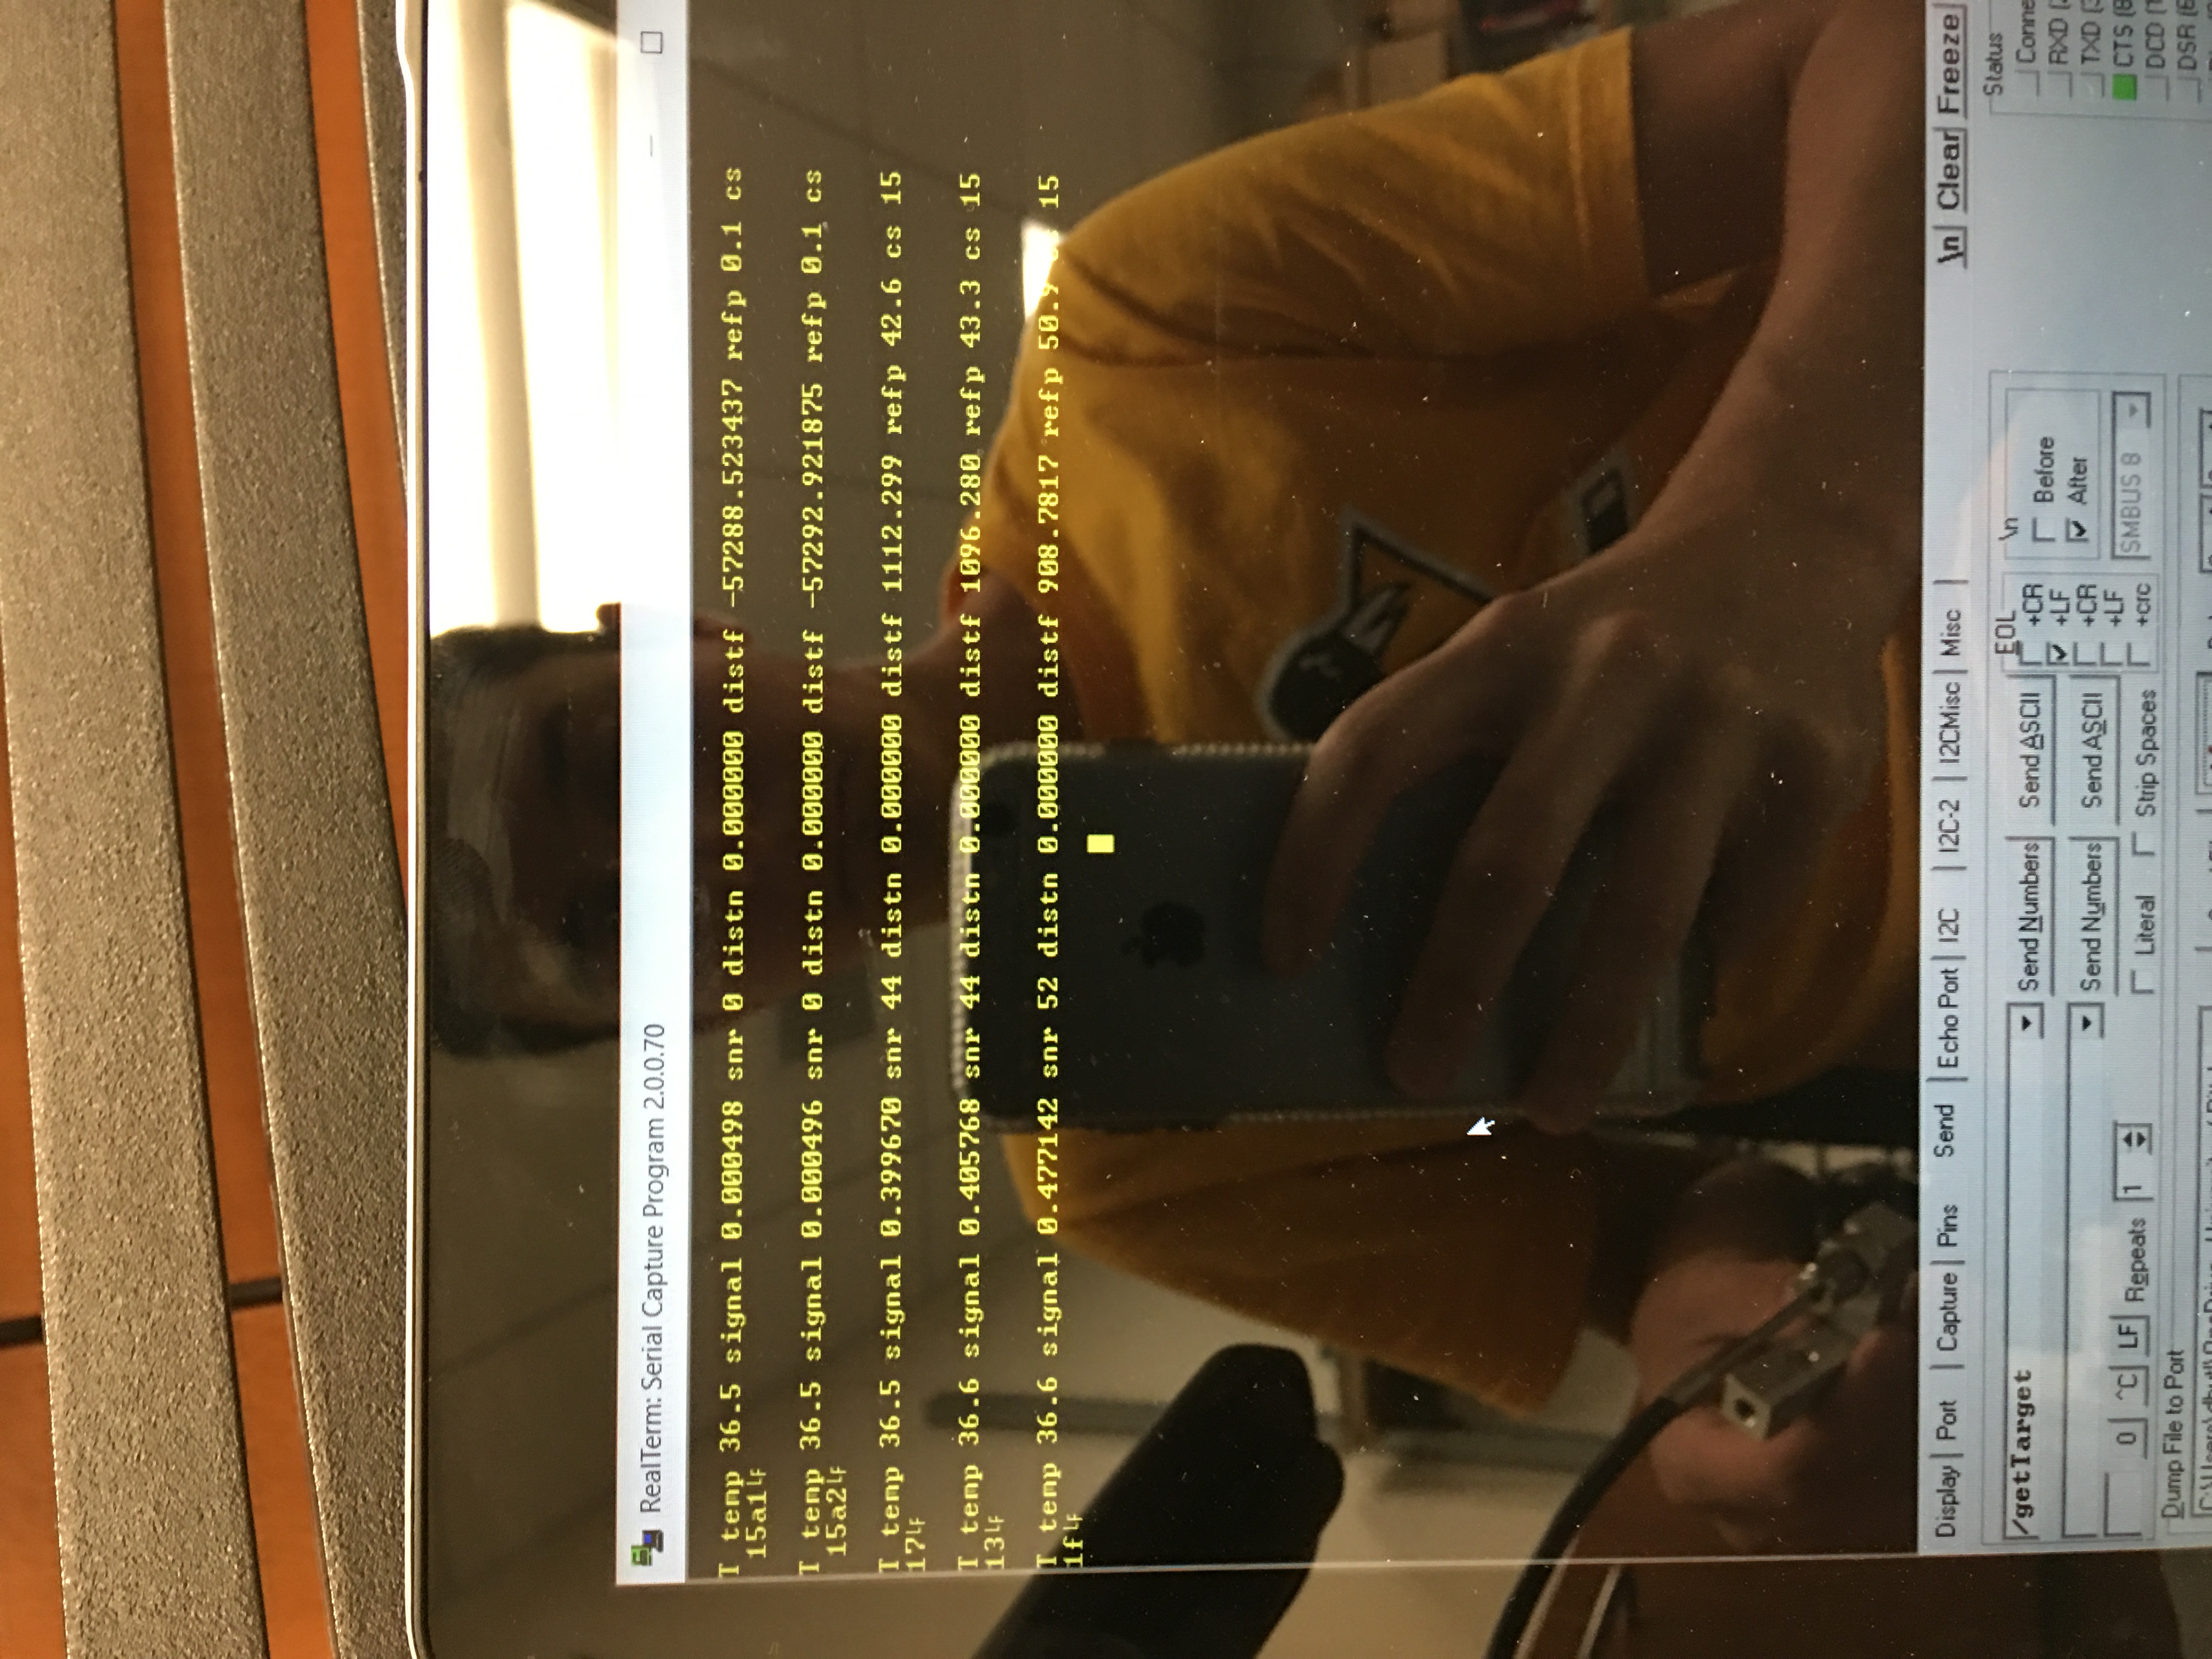 RealTerm: Serial Capture Program 2.0.0.70
T temp 36.5 signal 0.000498 snr 0 distn 0.000000 distf -57288.523437 refp 0.1 cs
15a1LF
T temp 36.5 signal 0.000496 snr 0 distn 0.000000 distf -57292.921875 refp 0.1 cs
15a2LF
T temp 36.5 signal 0.399670 snr 44 distn 0.000000 distf 1112.299 refp 42.6 cs 15
17LF
T temp 36.6 signal 0.405768 snr 44 distn 0.000000 distf 1096.280 refp 43.3 cs 15
13LF
T temp 36.6 signal 0.477142 snr 52 distn 0.000000 distf 908.7817 refp 50.9 15
1fLF
Display Port Capture Pins Send Echo Port I2C I2C-2 I2CMisc Misc \n Clear Freeze
/getTarget Send Numbers Send ASCII EOL +CR \n Before Status Conne
+LF After RXD
Send Numbers Send ASCII +CR TXD
0 ^C LF Repeats 1 +LF SMBUS 8 CTS
Literal Strip Spaces +crc DCD
Dump File to Port DSR